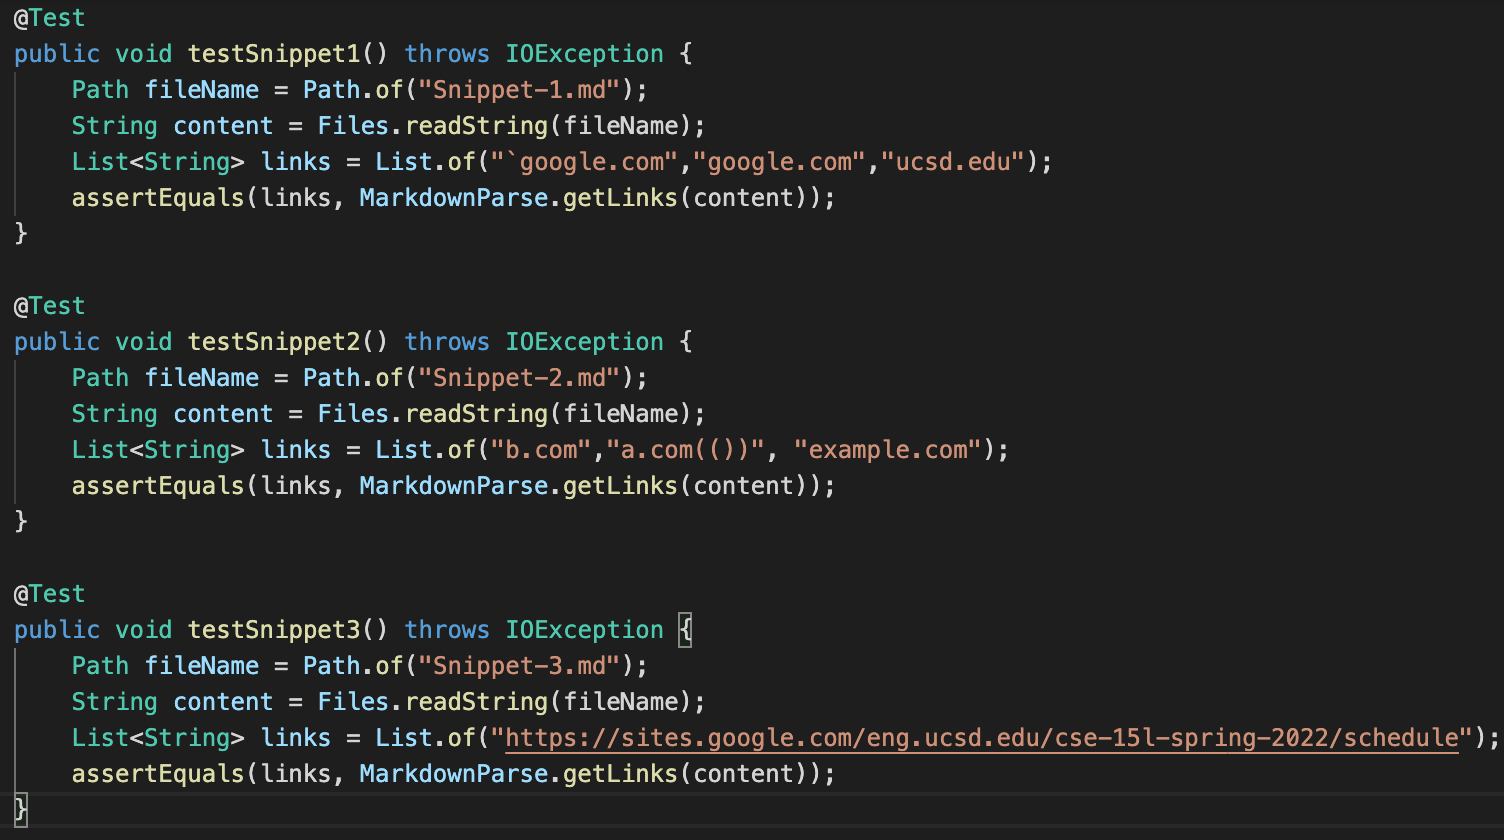 @Test
public void testSnippet1() throws IOException {
    Path fileName = Path.of("Snippet-1.md");
    String content = Files.readString(fileName);
    List<String> links = List.of("`google.com","google.com","ucsd.edu");
    assertEquals(links, MarkdownParse.getLinks(content));
}

@Test
public void testSnippet2() throws IOException {
    Path fileName = Path.of("Snippet-2.md");
    String content = Files.readString(fileName);
    List<String> links = List.of("b.com","a.com(())", "example.com");
    assertEquals(links, MarkdownParse.getLinks(content));
}

@Test
public void testSnippet3() throws IOException {
    Path fileName = Path.of("Snippet-3.md");
    String content = Files.readString(fileName);
    List<String> links = List.of("https://sites.google.com/eng.ucsd.edu/cse-15l-spring-2022/schedule");
    assertEquals(links, MarkdownParse.getLinks(content));
}